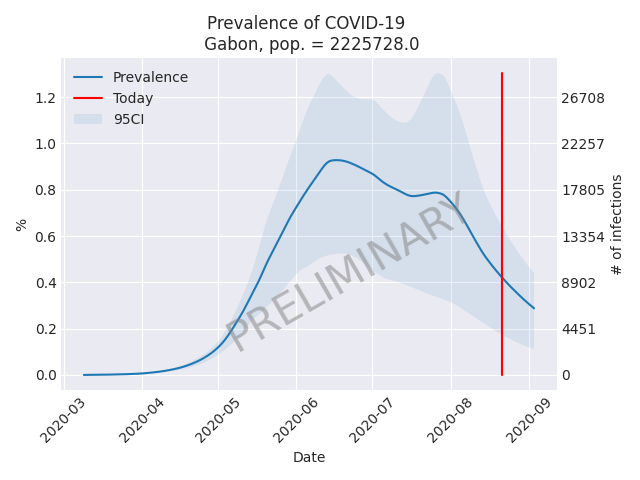 Prevalence of COVID-19
Gabon, pop. = 2225728.0
Prevalence
Today
95CI
1.2
1.0
0.8
0.6
0.4
0.2
0.0
%
26708
22257
17805
13354
8902
4451
0
# of infections
PRELIMINARY
2020-03
2020-04
2020-05
2020-06
2020-07
2020-08
2020-09
Date